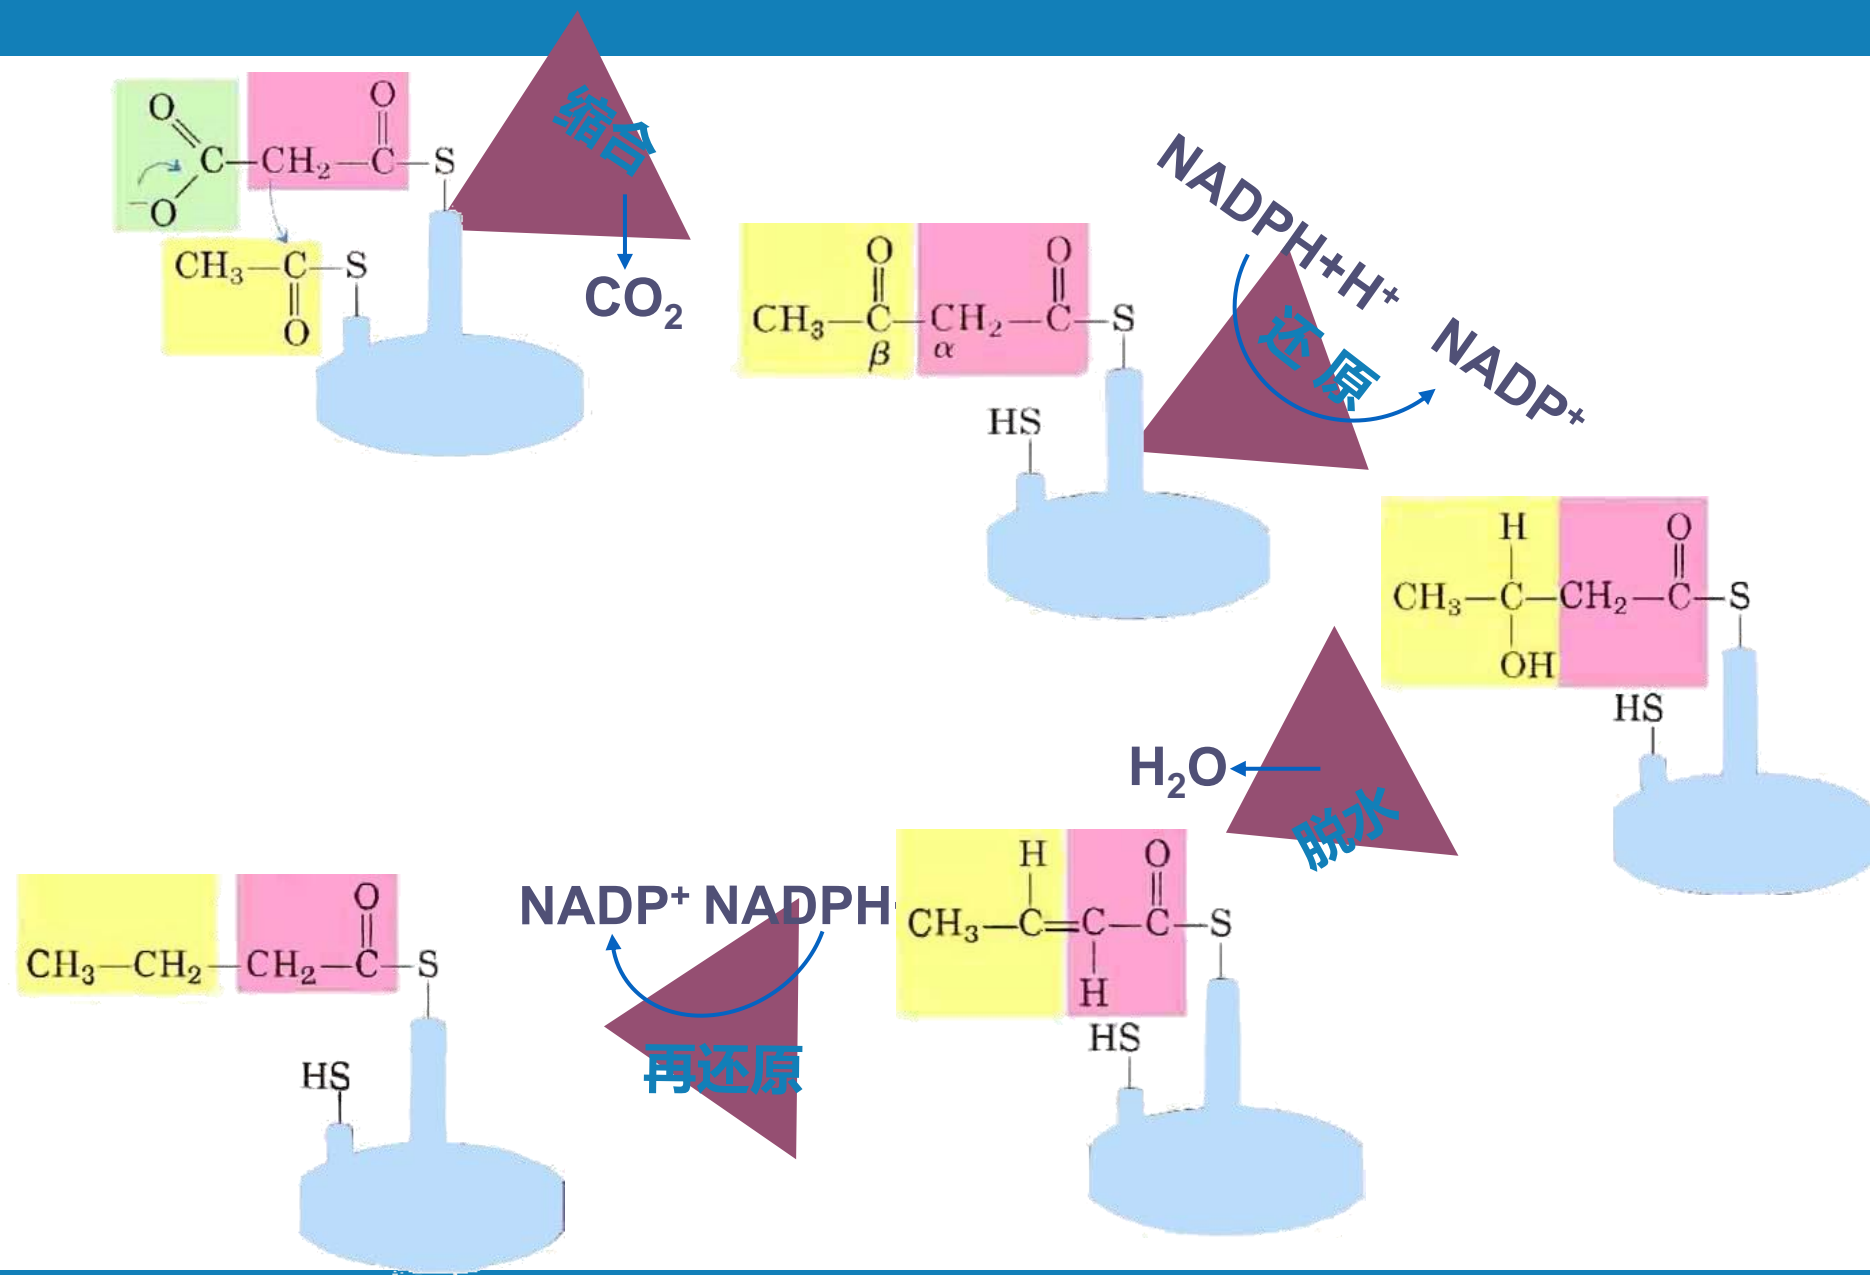 O O
C—CH₂—C—S
⁻O
缩合
CH₃—C—S
O
CO₂
O O
CH₃—C—CH₂—C—S
β α
HS
NADPH+H⁺
还 原
NADP⁺
H O
CH₃—C—CH₂—C—S
OH
HS
H₂O
脱水
H O
CH₃—C=C—C—S
H
HS
NADP⁺ NADPH
再还原
O
CH₃—CH₂—CH₂—C—S
HS